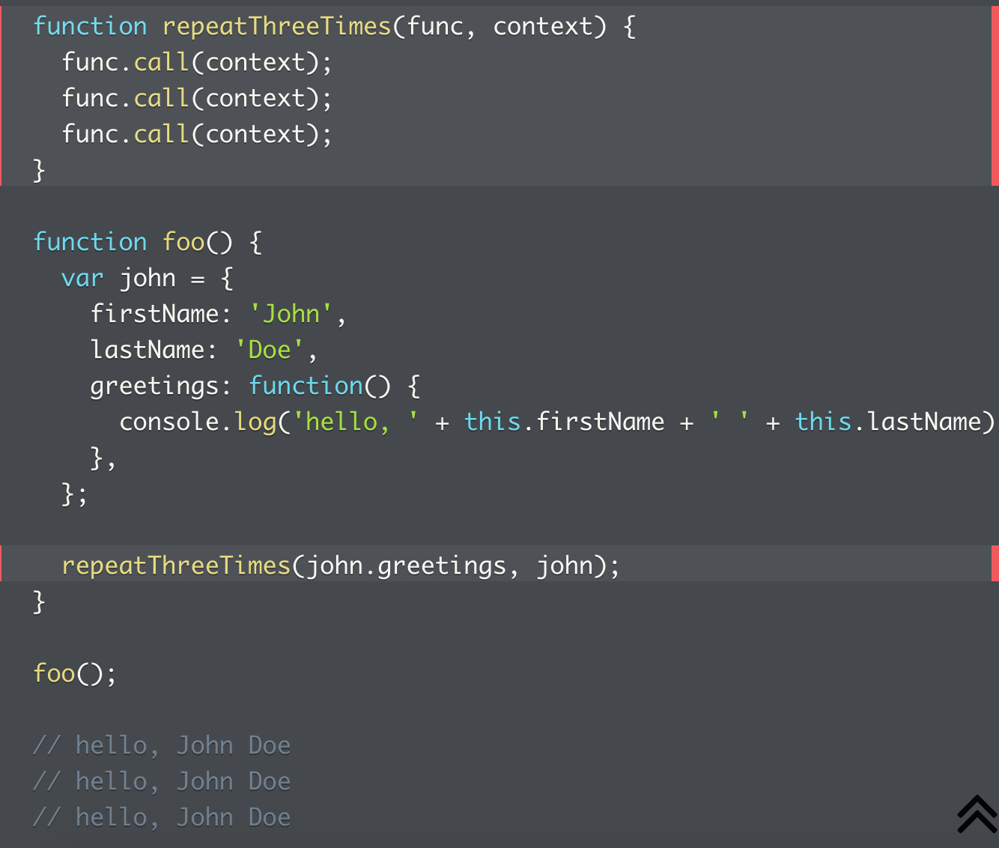 function repeatThreeTimes(func, context) {
  func.call(context);
  func.call(context);
  func.call(context);
}

function foo() {
  var john = {
    firstName: 'John',
    lastName: 'Doe',
    greetings: function() {
      console.log('hello, ' + this.firstName + ' ' + this.lastName)
    },
  };

  repeatThreeTimes(john.greetings, john);
}

foo();

// hello, John Doe
// hello, John Doe
// hello, John Doe